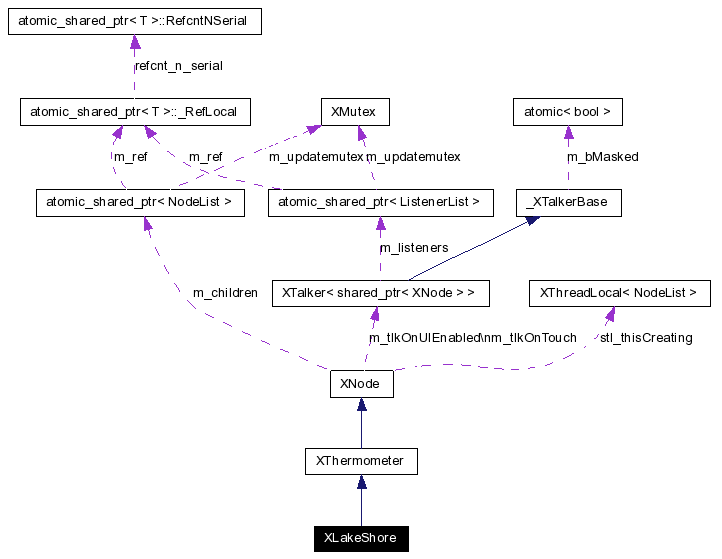 atomic_shared_ptr< T >::RefcntNSerial
refcnt_n_serial
atomic_shared_ptr< T >::_RefLocal
XMutex
atomic< bool >
m_ref
m_ref
m_updatemutex
m_updatemutex
m_bMasked
atomic_shared_ptr< NodeList >
atomic_shared_ptr< ListenerList >
_XTalkerBase
m_listeners
m_children
XTalker< shared_ptr< XNode > >
XThreadLocal< NodeList >
m_tlkOnUIEnabled\nm_tlkOnTouch
stl_thisCreating
XNode
XThermometer
XLakeShore